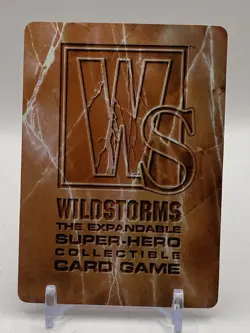 WS
WILDSTORMS
THE EXPANDABLE
SUPER-HERO
COLLECTIBLE
CARD GAME